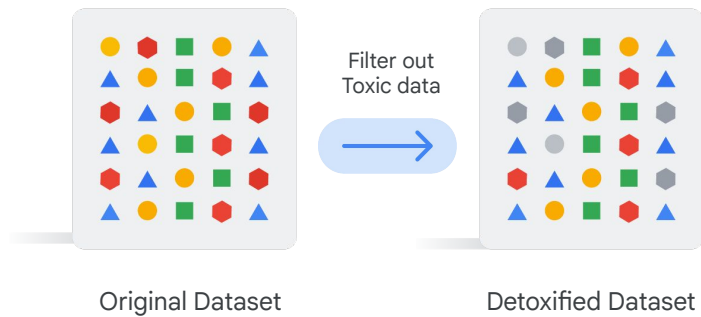 Filter out
Toxic data
Original Dataset
Detoxified Dataset